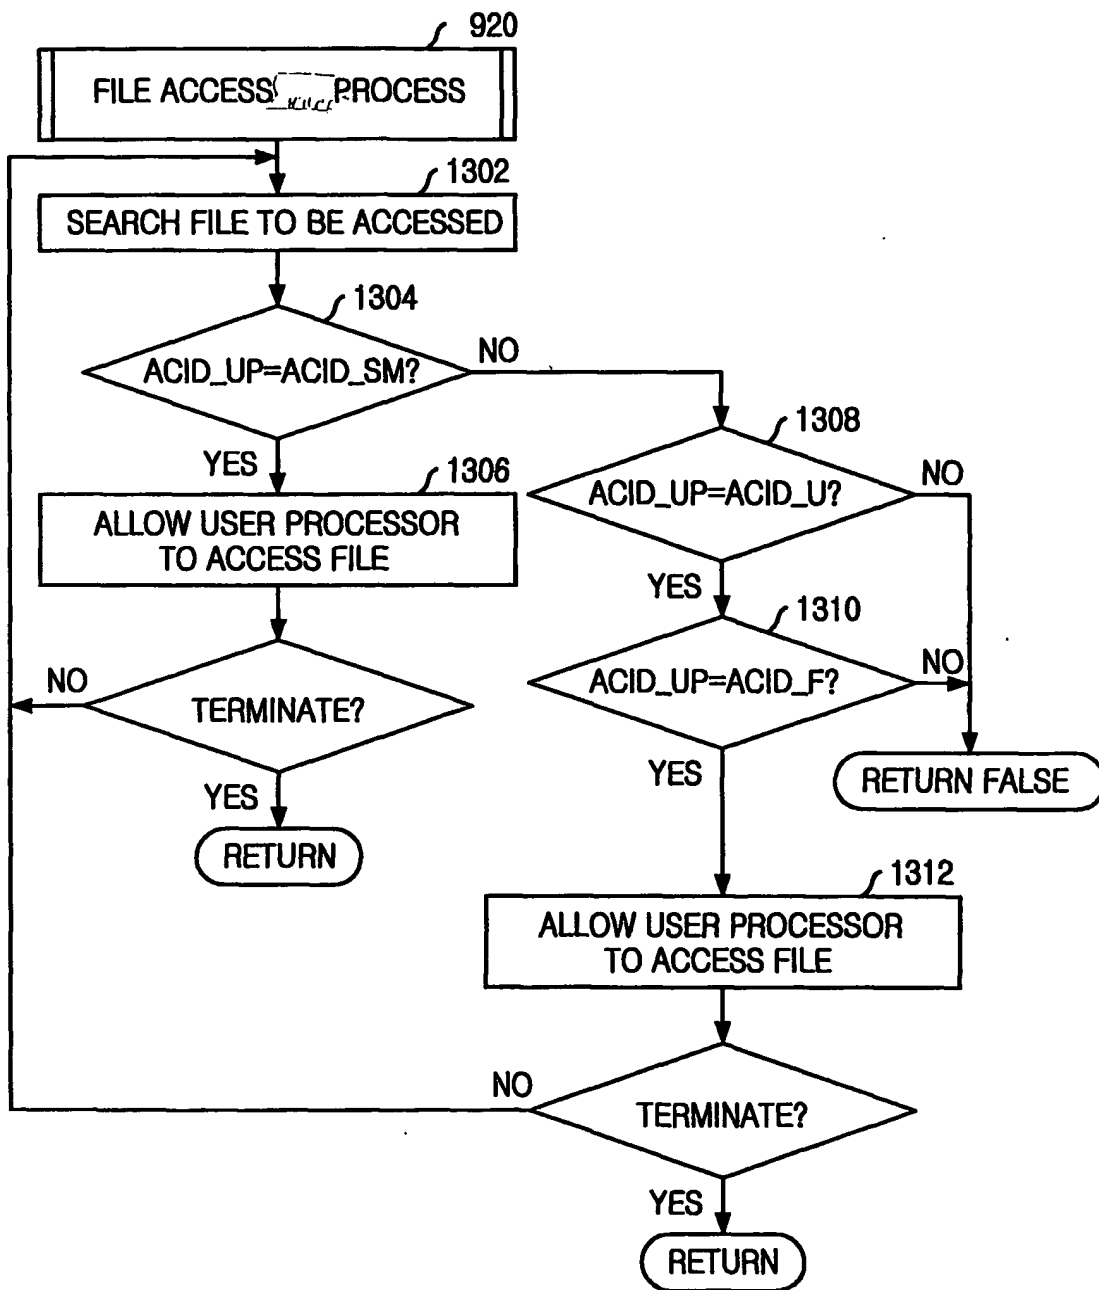 920
FILE ACCESS PROCESS
1302
SEARCH FILE TO BE ACCESSED
1304
ACID_UP=ACID_SM?
NO
YES
1306
ALLOW USER PROCESSOR
TO ACCESS FILE
TERMINATE?
NO
YES
RETURN
1308
ACID_UP=ACID_U?
NO
YES
1310
ACID_UP=ACID_F?
NO
YES
RETURN FALSE
1312
ALLOW USER PROCESSOR
TO ACCESS FILE
TERMINATE?
NO
YES
RETURN